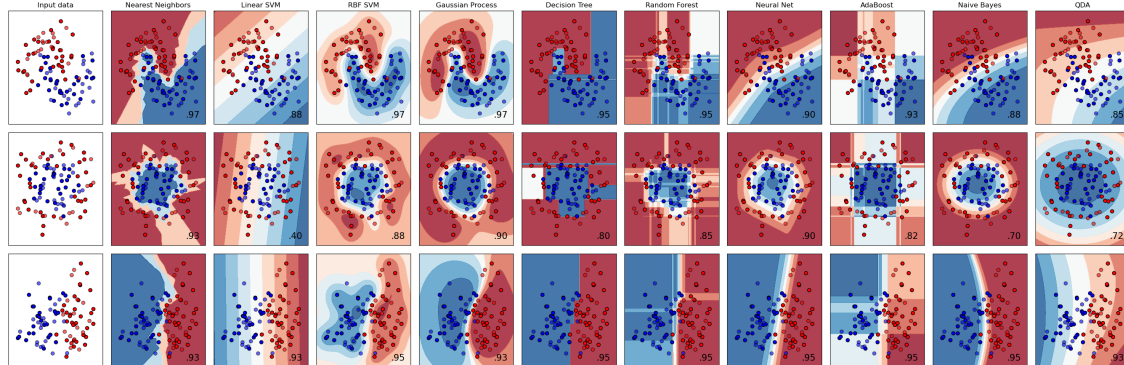 Input data Nearest Neighbors Linear SVM RBF SVM Gaussian Process Decision Tree Random Forest Neural Net AdaBoost Naive Bayes QDA
.97 .88 .97 .97 .95 .95 .90 .93 .88 .85
.93 .40 .88 .90 .80 .85 .90 .82 .70 .72
.93 .93 .95 .93 .95 .95 .95 .95 .95 .93